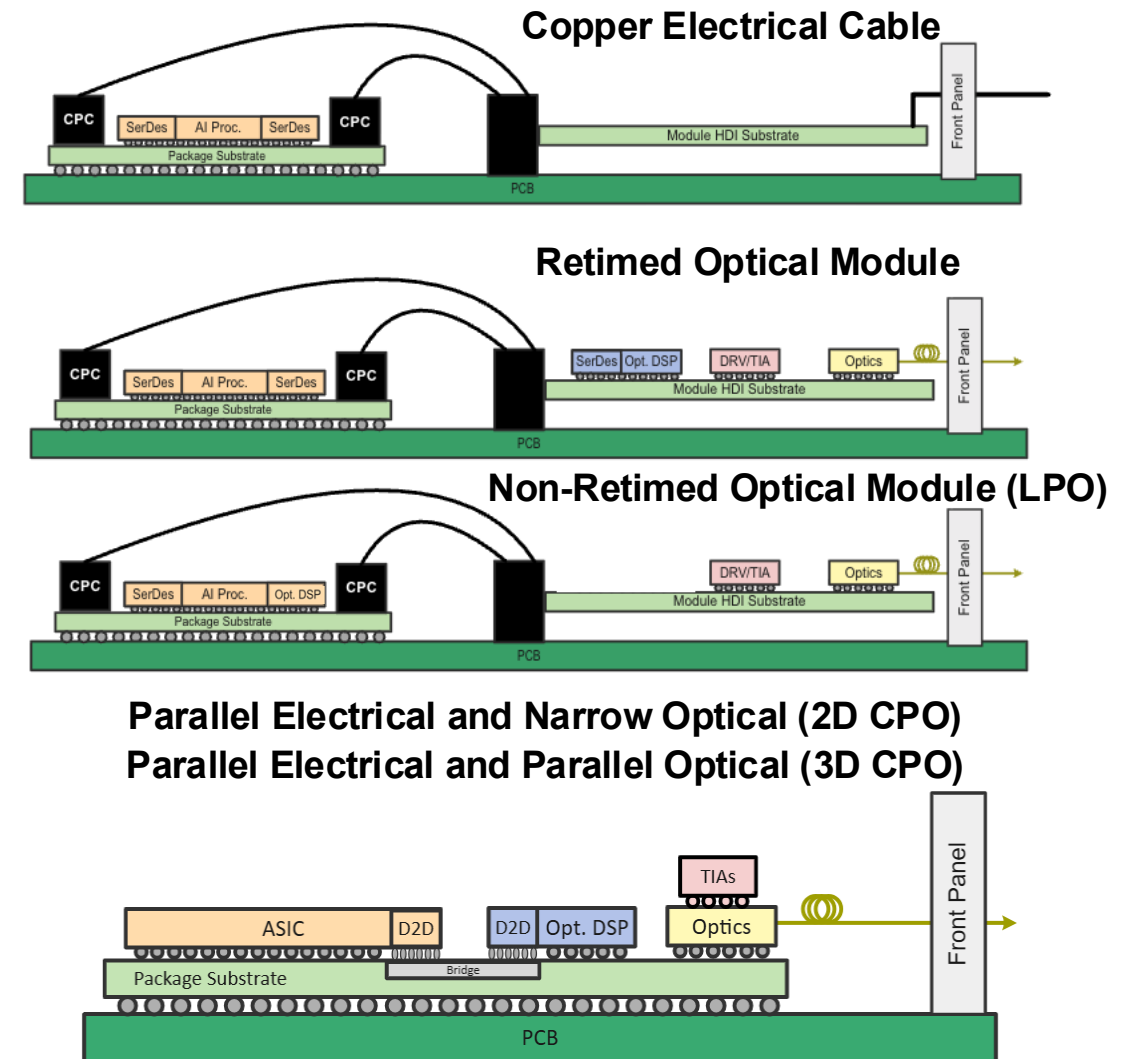 Copper Electrical Cable
CPC
SerDes AI Proc. SerDes
CPC
Package Substrate
Module HDI Substrate
Front Panel
PCB
Retimed Optical Module
CPC
SerDes AI Proc. SerDes
CPC
Package Substrate
SerDes Opt. DSP
DRV/TIA
Optics
Module HDI Substrate
Front Panel
PCB
Non-Retimed Optical Module (LPO)
CPC
SerDes AI Proc. Opt. DSP
CPC
Package Substrate
DRV/TIA
Optics
Module HDI Substrate
Front Panel
PCB
Parallel Electrical and Narrow Optical (2D CPO)
Parallel Electrical and Parallel Optical (3D CPO)
TIAs
ASIC D2D
D2D Opt. DSP
Optics
Bridge
Package Substrate
Front Panel
PCB